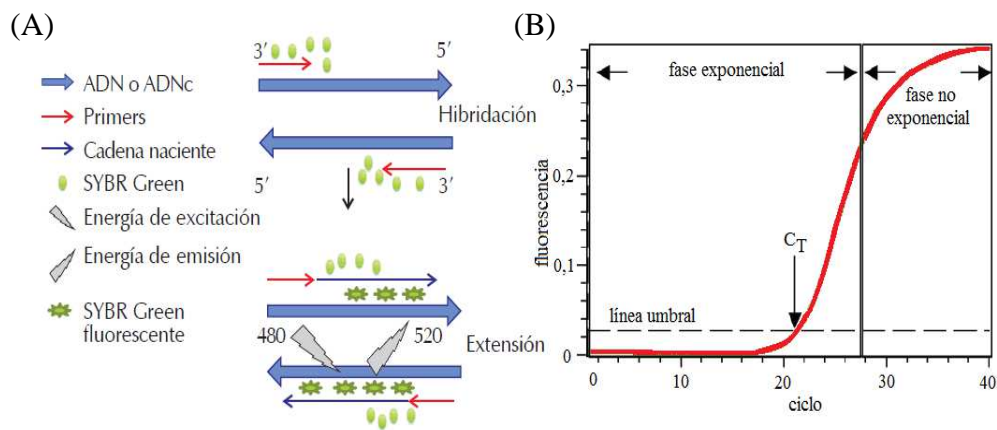 (A)
3′
5′
ADN o ADNc
Primers
Hibridación
Cadena naciente
SYBR Green
5′
3′
Energía de excitación
Energía de emisión
SYBR Green
fluorescente
480
520
Extensión
(B)
fase exponencial
fase no
exponencial
0,3
0,2
0,1
0
fluorescencia
C_T
línea umbral
0
10
20
30
40
ciclo